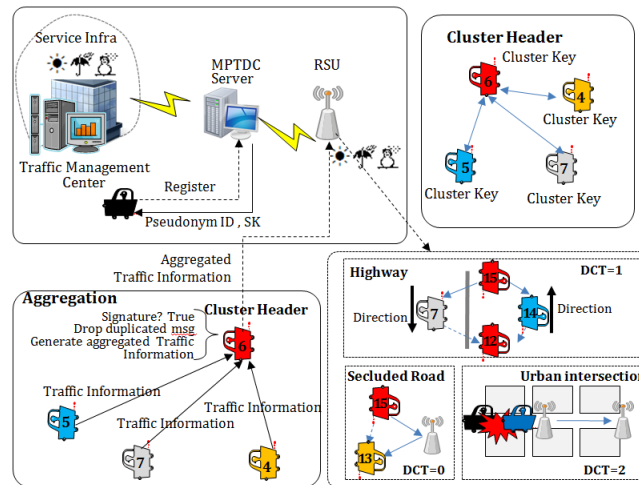 Service Infra
MPTDC
Server
RSU
Traffic Management
Center
Register
Pseudonym ID , SK
Cluster Header
Cluster Key
6
4
Cluster Key
5
7
Cluster Key
Cluster Key
Aggregated
Traffic Information
Aggregation
Cluster Header
Signature? True
Drop duplicated msg
Generate aggregated Traffic
Information
6
Traffic Information
5
Traffic Information
Traffic Information
7
4
Highway
DCT=1
15
7
14
Direction
Direction
12
Secluded Road
15
13
DCT=0
Urban intersection
DCT=2